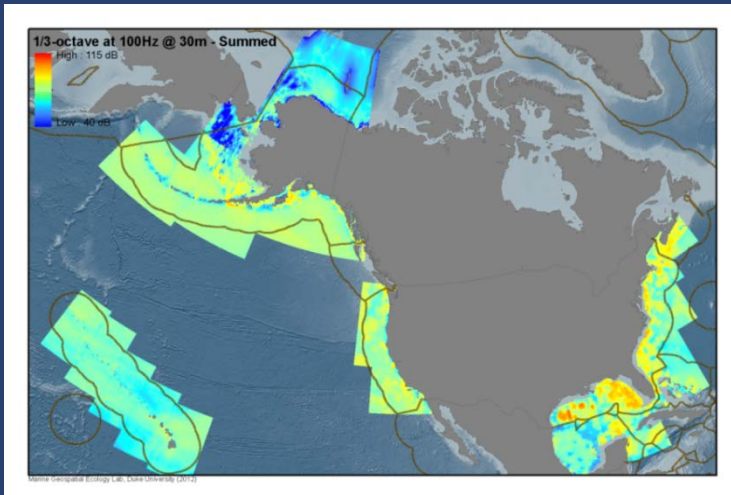 1/3-octave at 100Hz @ 30m - Summed
High : 115 dB
Low : 40 dB
Marine Geospatial Ecology Lab, Duke University (2012)